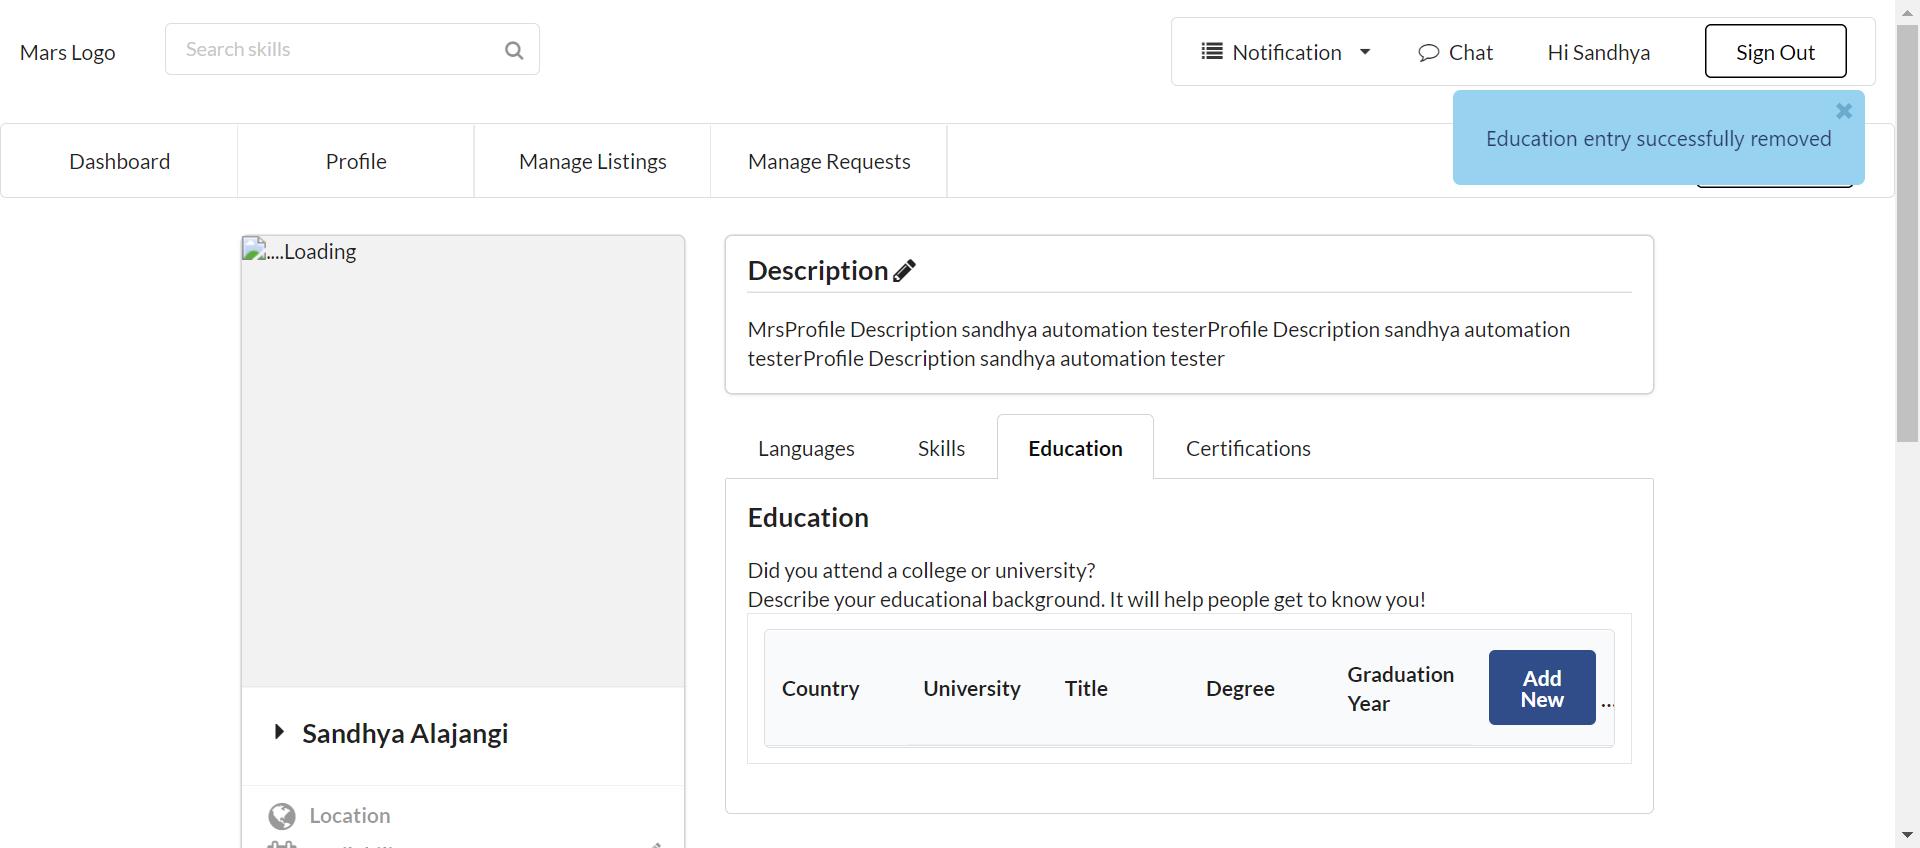 Mars Logo
Search skills
Notification
Chat
Hi Sandhya
Sign Out
Education entry successfully removed
Dashboard
Profile
Manage Listings
Manage Requests
....Loading
Description
MrsProfile Description sandhya automation testerProfile Description sandhya automation
testerProfile Description sandhya automation tester
Languages
Skills
Education
Certifications
Education
Did you attend a college or university?
Describe your educational background. It will help people get to know you!
Country
University
Title
Degree
Graduation
Year
Add
New
...
Sandhya Alajangi
Location